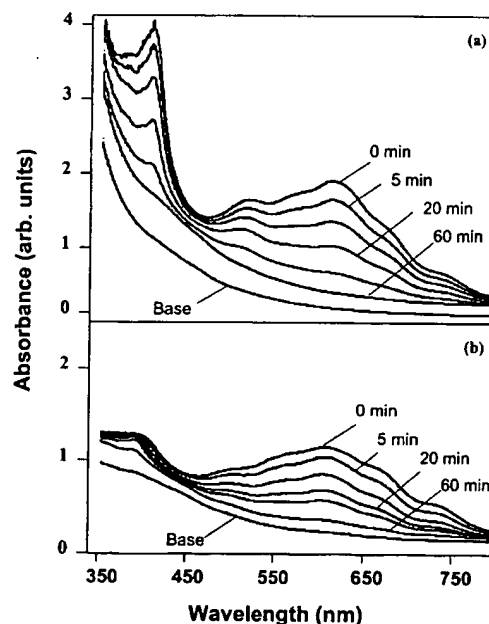 4
(a)
3
Absorbance (arb. units)
2
0 min
5 min
20 min
1
60 min
Base
0
2
(b)
0 min
5 min
1
20 min
60 min
Base
0
350 450 550 650 750
Wavelength (nm)